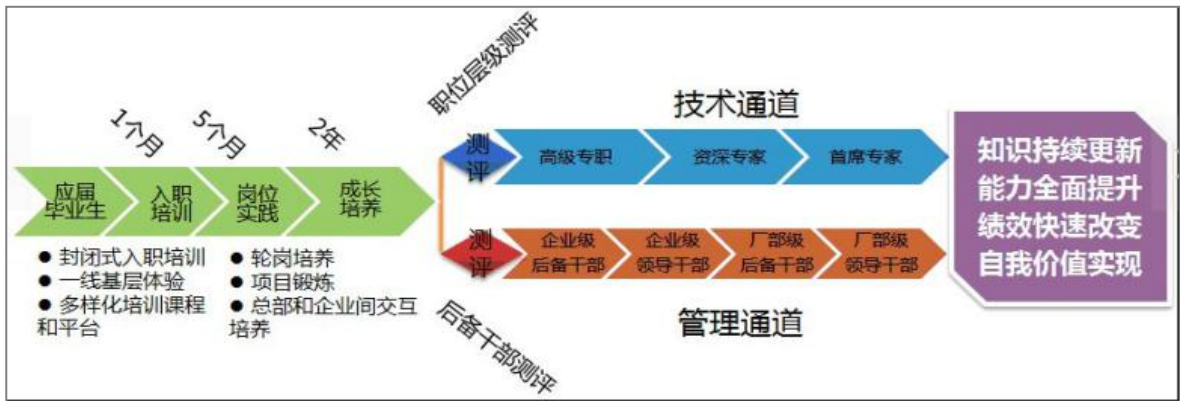 职位层级测评
技术通道
1个月
5个月
2年
测
评
高级专职
资深专家
首席专家
应届
毕业生
入职
培训
岗位
实践
成长
培养
测
评
企业级
后备干部
企业级
领导干部
厂部级
后备干部
厂部级
领导干部
● 封闭式入职培训
● 一线基层体验
● 多样化培训课程
和平台
● 轮岗培养
● 项目锻炼
● 总部和企业间交互
培养
后备干部测评
管理通道
知识持续更新
能力全面提升
绩效快速改变
自我价值实现